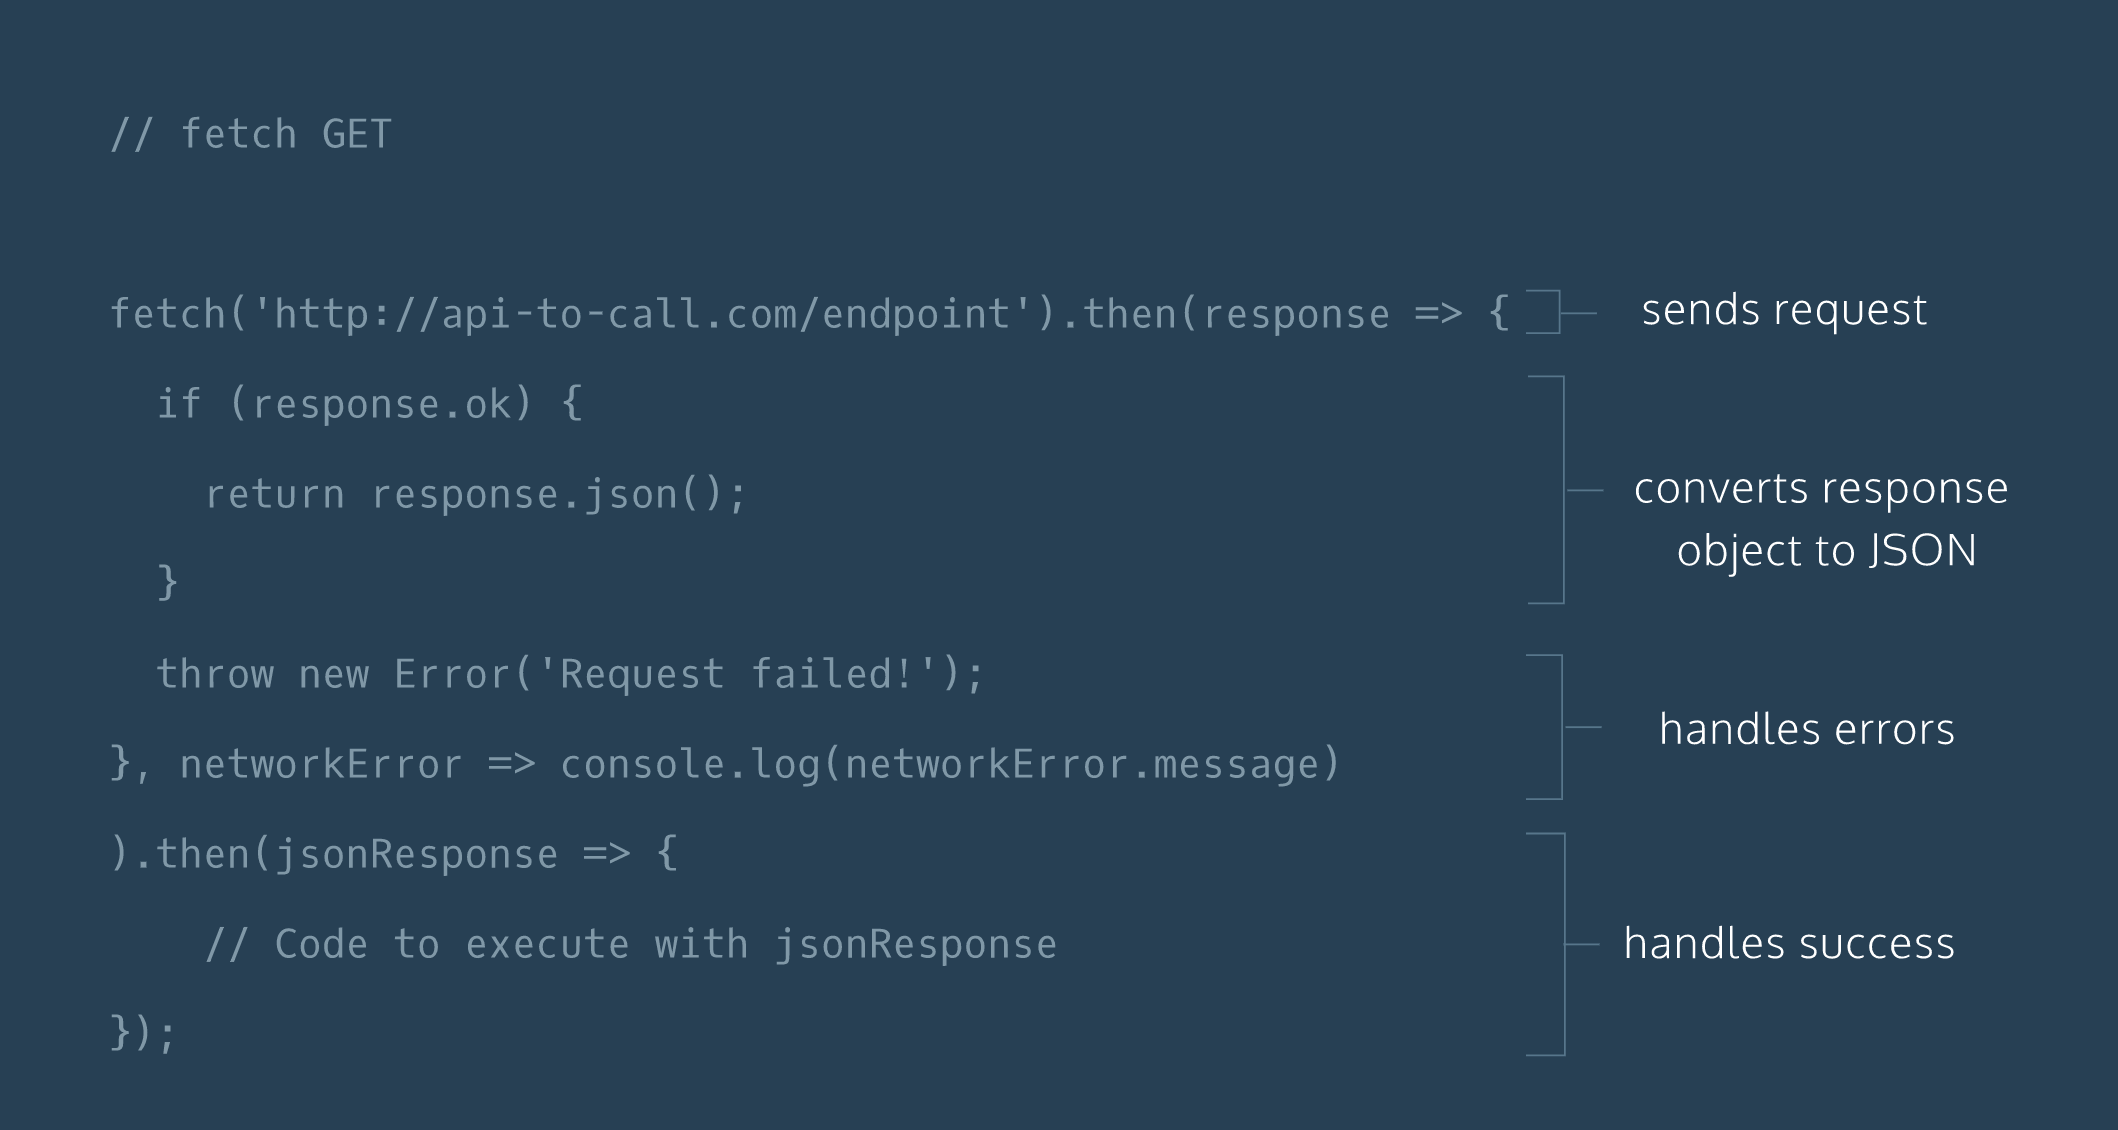 // fetch GET
fetch('http://api-to-call.com/endpoint').then(response => {
sends request
if (response.ok) {
return response.json();
}
converts response
object to JSON
throw new Error('Request failed!');
}, networkError => console.log(networkError.message)
handles errors
).then(jsonResponse => {
// Code to execute with jsonResponse
});
handles success